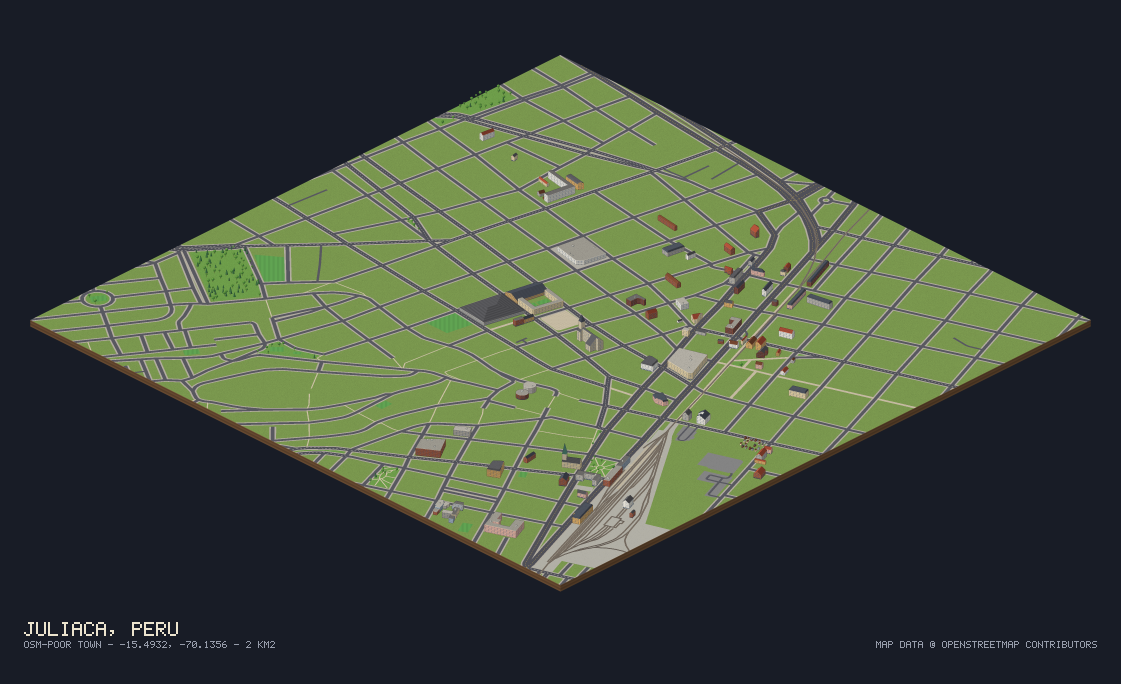 JULIACA, PERU
OSM-POOR TOWN - -15.4932, -70.1356 - 2 KM2
MAP DATA @ OPENSTREETMAP CONTRIBUTORS